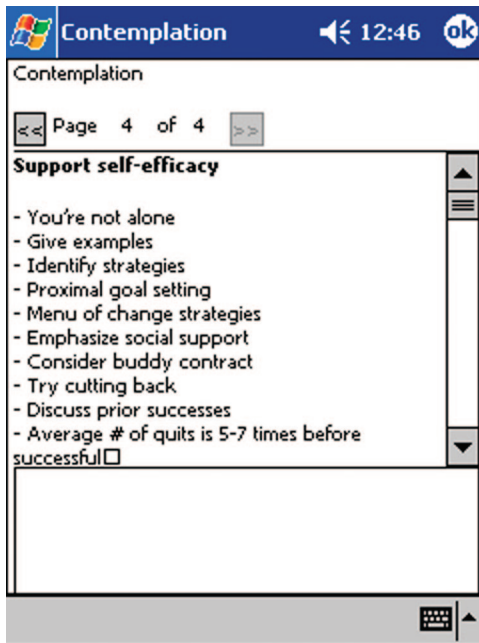 Contemplation 12:46 ok
Contemplation
<< Page 4 of 4 >>
Support self-efficacy
- You're not alone
- Give examples
- Identify strategies
- Proximal goal setting
- Menu of change strategies
- Emphasize social support
- Consider buddy contract
- Try cutting back
- Discuss prior successes
- Average # of quits is 5-7 times before
successful